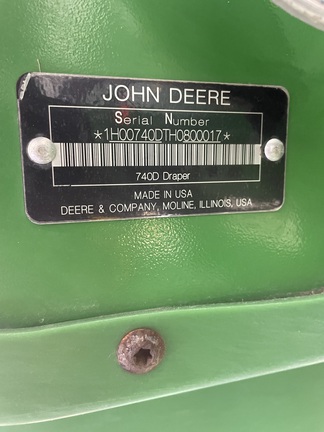 JOHN DEERE
Serial Number
*1H00740DTH0800017*
740D Draper
MADE IN USA
DEERE & COMPANY, MOLINE, ILLINOIS, USA